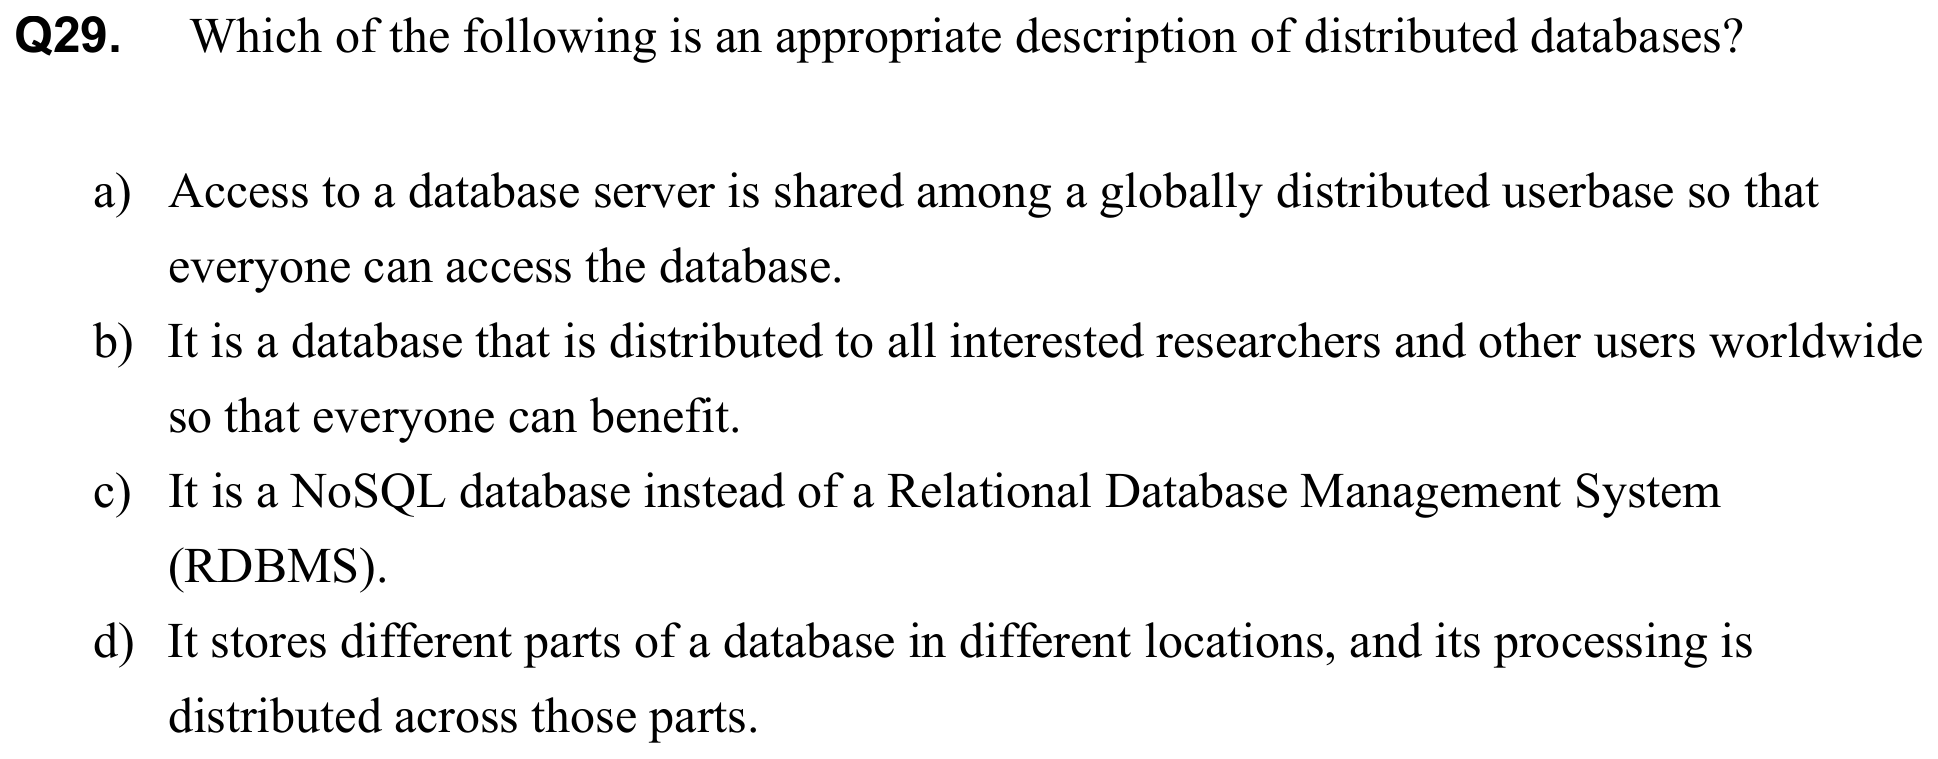 Q29. Which of the following is an appropriate description of distributed databases?
a) Access to a database server is shared among a globally distributed userbase so that
everyone can access the database.
b) It is a database that is distributed to all interested researchers and other users worldwide
so that everyone can benefit.
c) It is a NoSQL database instead of a Relational Database Management System
(RDBMS).
d) It stores different parts of a database in different locations, and its processing is
distributed across those parts.